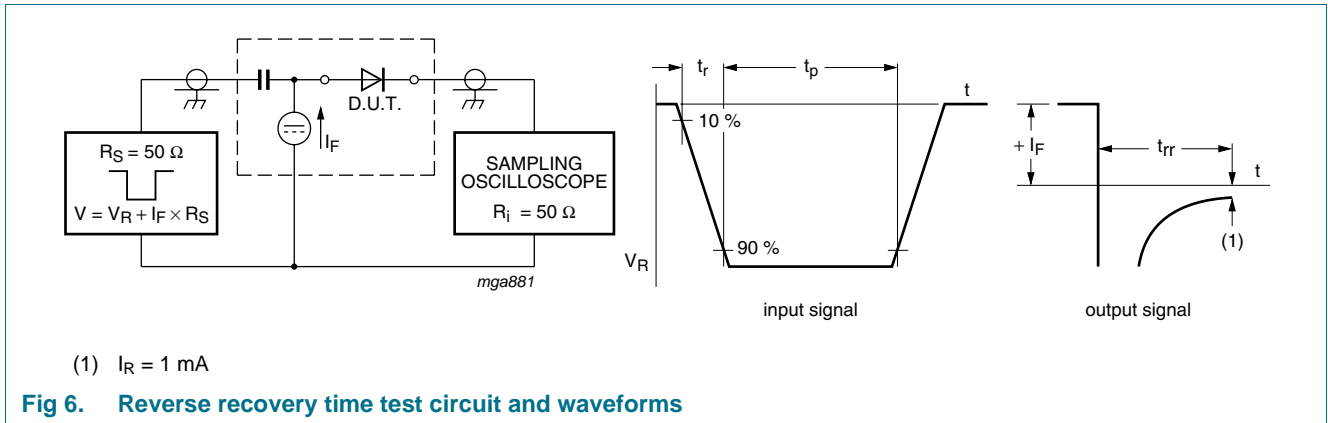 R_S = 50 Ω
V = V_R + I_F × R_S
I_F
D.U.T.
SAMPLING
OSCILLOSCOPE
R_i = 50 Ω
mga881
t_r
t_p
t
10 %
90 %
V_R
input signal
+ I_F
t_rr
t
(1)
output signal
(1) I_R = 1 mA
Fig 6. Reverse recovery time test circuit and waveforms